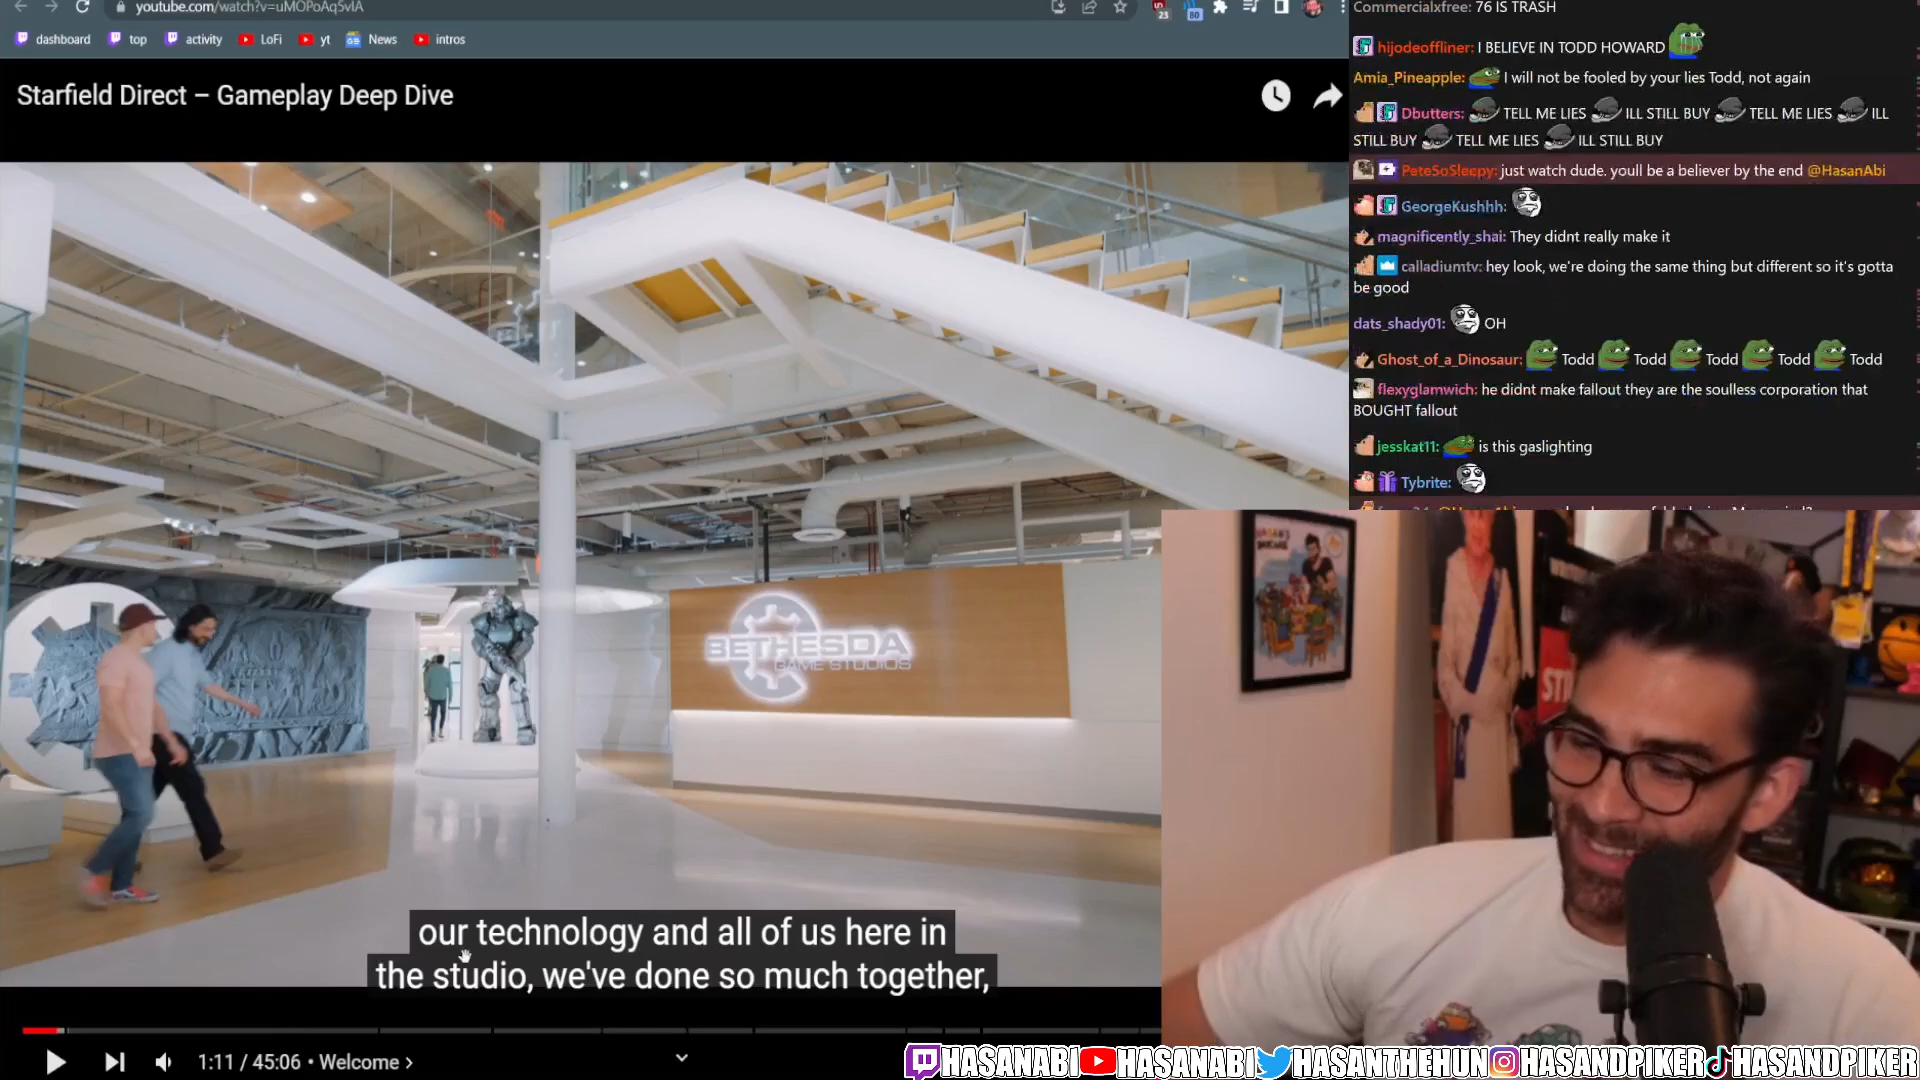 youtube.com/watch?v=uMOPoAqSvIA
23
80
dashboard
top
activity
LoFi
yt
News
intros
Starfield Direct – Gameplay Deep Dive
BETHESDA
GAME STUDIOS
our technology and all of us here in
the studio, we've done so much together,
1:11 / 45:06 • Welcome >
Commercialxfree: 76 IS TRASH
hijodeoffliner: I BELIEVE IN TODD HOWARD
Amia_Pineapple: I will not be fooled by your lies Todd, not again
Dbutters: TELL ME LIES ILL STILL BUY TELL ME LIES ILL
STILL BUY TELL ME LIES ILL STILL BUY
PeteSoSleepy: just watch dude. youll be a believer by the end @HasanAbi
GeorgeKushhh:
magnificently_shai: They didnt really make it
calladiumtv: hey look, we're doing the same thing but different so it's gotta
be good
dats_shady01: OH
Ghost_of_a_Dinosaur: Todd Todd Todd Todd Todd
flexyglamwich: he didnt make fallout they are the soulless corporation that
BOUGHT fallout
jesskat11: is this gaslighting
Tybrite:
HASANABI HASANABI HASANTHEHUN HASANDPIKER HASANDPIKER